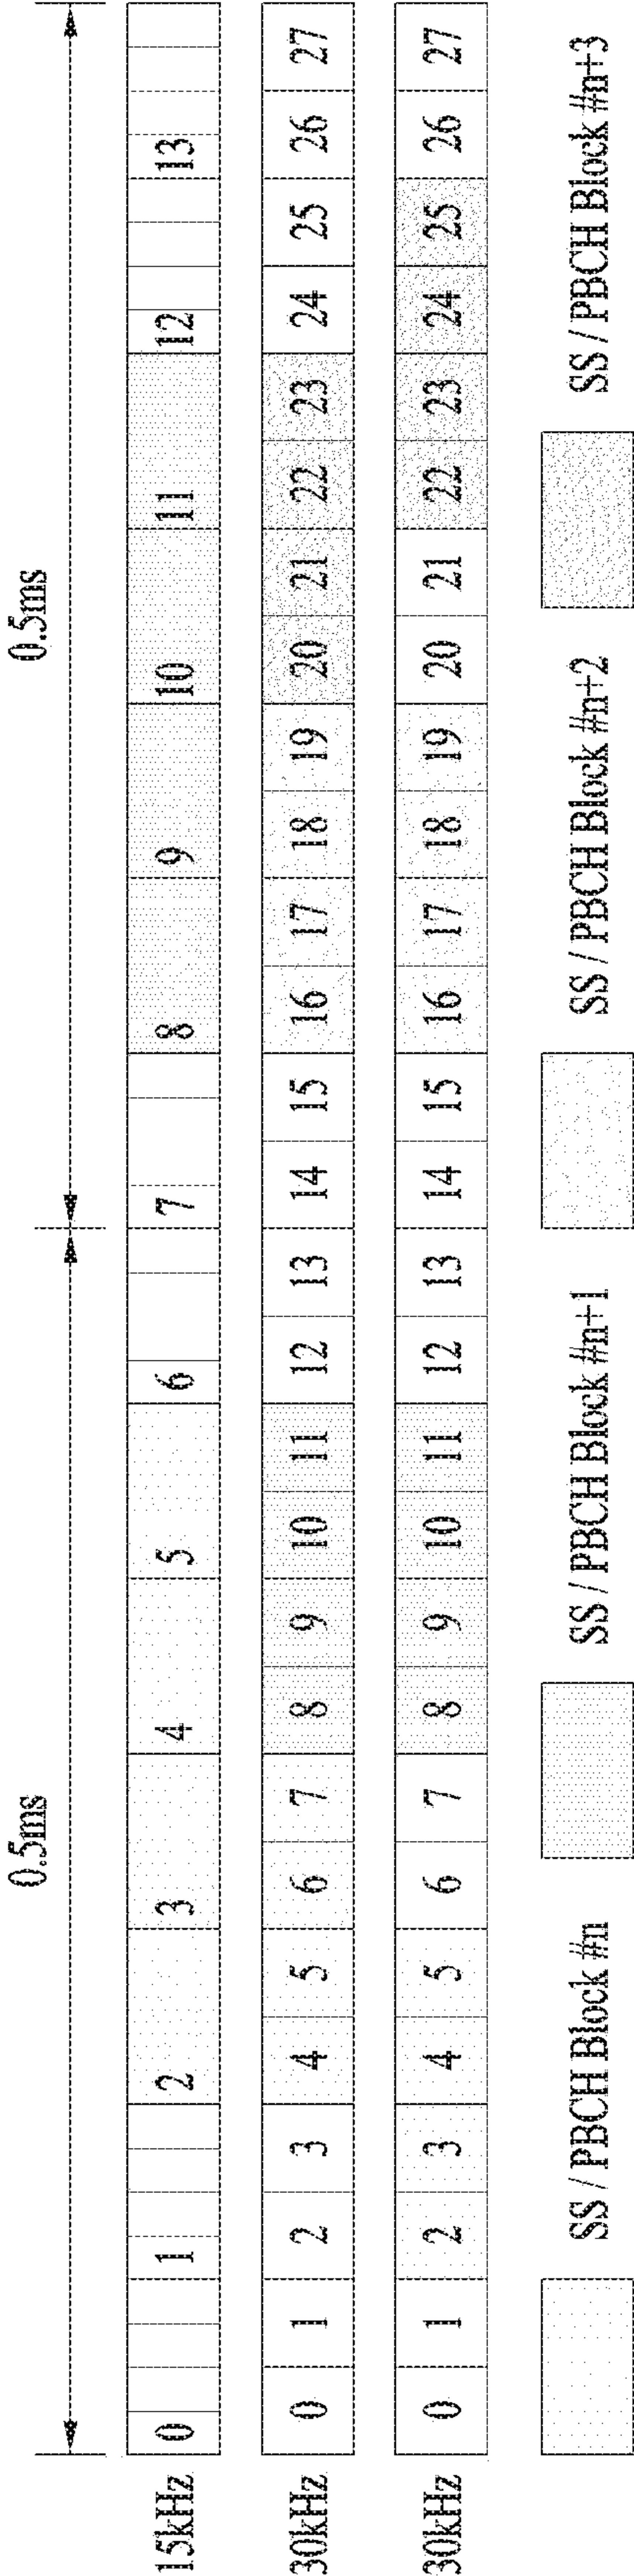 0.5ms 0.5ms
15kHz 0 1 2 3 4 5 6 7 8 9 10 11 12 13
30kHz 0 1 2 3 4 5 6 7 8 9 10 11 12 13 14 15 16 17 18 19 20 21 22 23 24 25 26 27
30kHz 0 1 2 3 4 5 6 7 8 9 10 11 12 13 14 15 16 17 18 19 20 21 22 23 24 25 26 27
SS / PBCH Block #n SS / PBCH Block #n+1 SS / PBCH Block #n+2 SS / PBCH Block #n+3